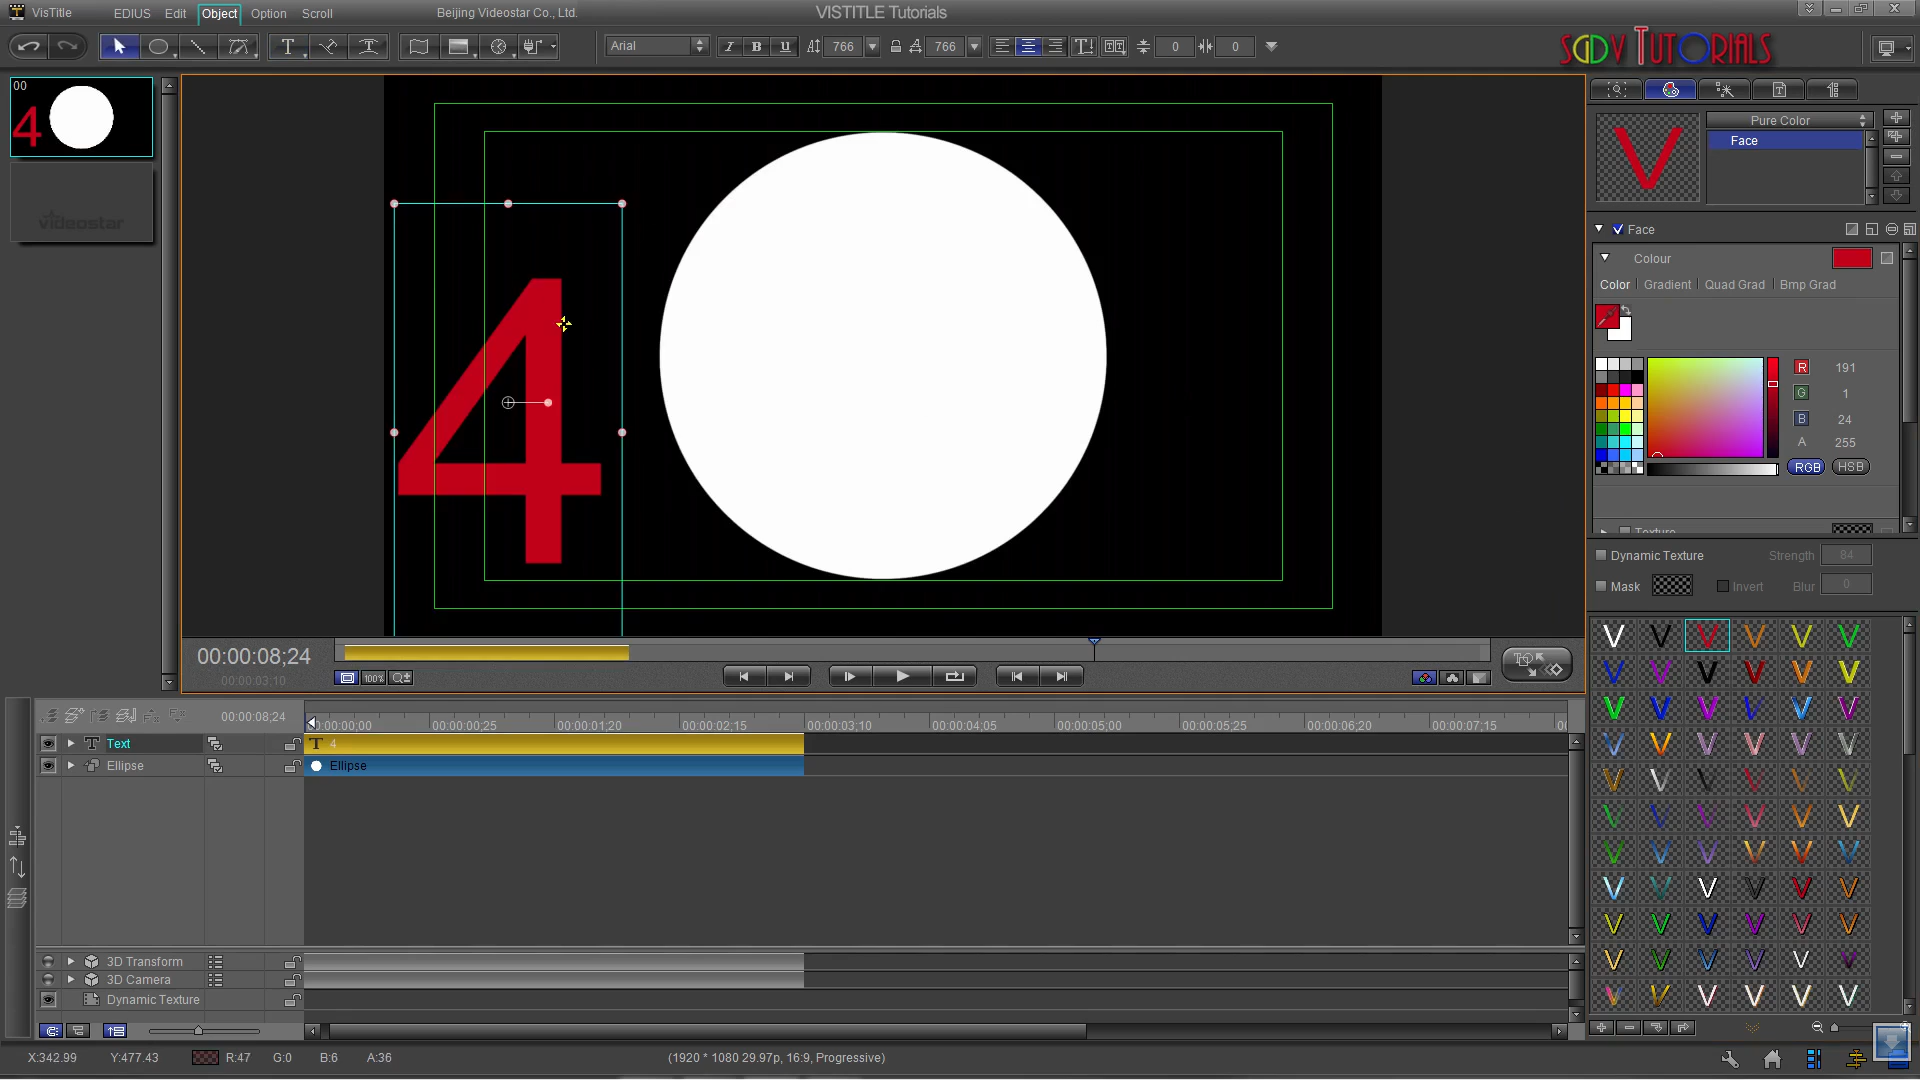 VisTitle EDIUS Edit Object Option Scroll Beijing Videostar Co., Ltd. VISTITLE Tutorials
Arial 766 766 0 0 SGDV TUTORIALS
00
4
videostar
4
Pure Color
Face
Face
Colour
Color Gradient Quad Grad Bmp Grad
R 191
G 1
B 24
A 255
RGB HSB
Texture
Dynamic Texture Strength 84
Mask Invert Blur 0
00:00:08;24
00:00:03;10
100%
00:00:08;24 00:00:00;00 00:00:00;25 00:00:01;20 00:00:02;15 00:00:03;10 00:00:04;05 00:00:05;00 00:00:05;25 00:00:06;20 00:00:07;15
Text T 4
Ellipse Ellipse
3D Transform
3D Camera
Dynamic Texture
X:342.99 Y:477.43 R:47 G:0 B:6 A:36 (1920 * 1080 29.97p, 16:9, Progressive)